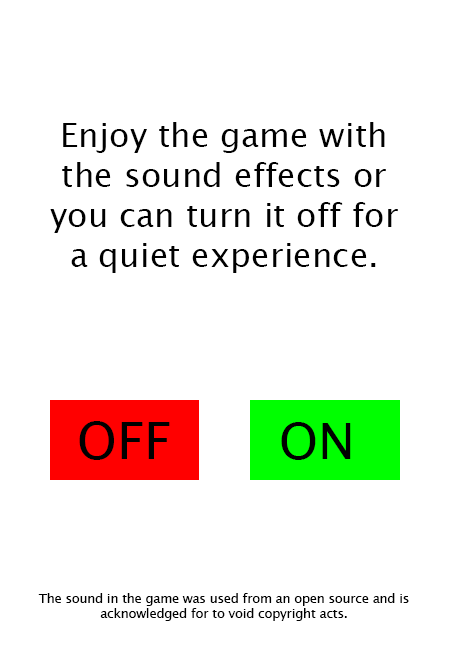 Enjoy the game with
the sound effects or
you can turn it off for
a quiet experience.
OFF ON
The sound in the game was used from an open source and is
acknowledged for to void copyright acts.